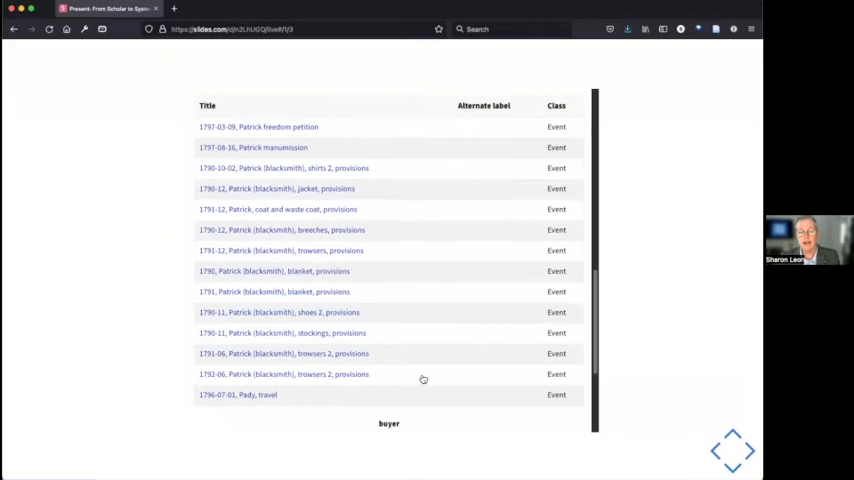 Present: From Scholar to Syste
https://slides.com/d/n2LhUGQ/live#/1/3
Search
Title Alternate label Class
1797-03-09, Patrick freedom petition Event
1797-08-16, Patrick manumission Event
1790-10-02, Patrick (blacksmith), shirts 2, provisions Event
1790-12, Patrick (blacksmith), jacket, provisions Event
1791-12, Patrick, coat and waste coat, provisions Event
1790-12, Patrick (blacksmith), breeches, provisions Event
1791-12, Patrick (blacksmith), trowsers, provisions Event
1790, Patrick (blacksmith), blanket, provisions Event
1791, Patrick (blacksmith), blanket, provisions Event
1790-11, Patrick (blacksmith), shoes 2, provisions Event
1790-11, Patrick (blacksmith), stockings, provisions Event
1791-06, Patrick (blacksmith), trowsers 2, provisions Event
1792-06, Patrick (blacksmith), trowsers 2, provisions Event
1796-07-01, Pady, travel Event
buyer
Sharon Leon